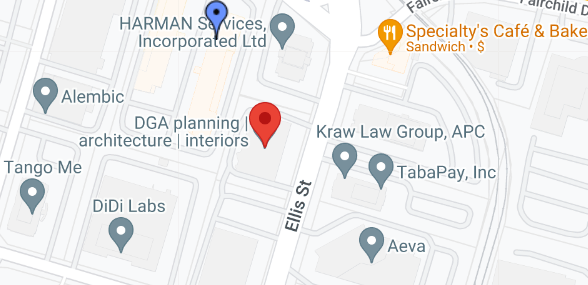 Fairchild D
HARMAN Services,
Incorporated Ltd
Specialty's Café & Bake
Sandwich • $
Alembic
DGA planning |
architecture | interiors
Kraw Law Group, APC
Tango Me
TabaPay, Inc
DiDi Labs
Ellis St
Aeva